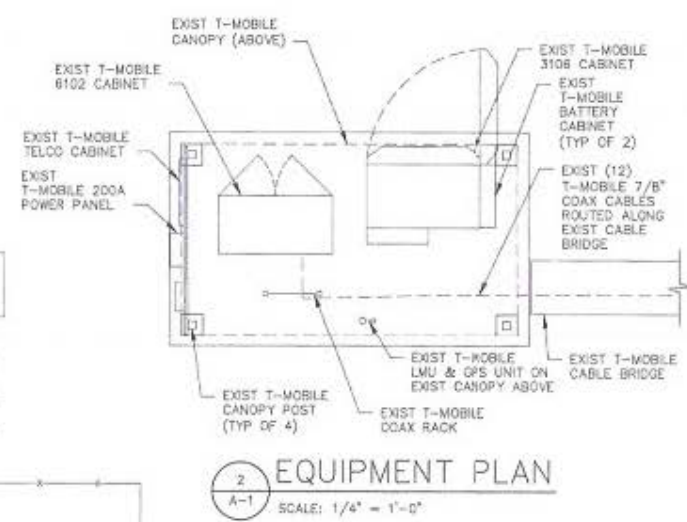 EXIST T-MOBILE
CANOPY (ABOVE)
EXIST T-MOBILE
6102 CABINET
EXIST T-MOBILE
TELCO CABINET
EXIST
T-MOBILE 200A
POWER PANEL
EXIST T-MOBILE
3106 CABINET
EXIST
T-MOBILE
BATTERY
CABINET
(TYP OF 2)
EXIST (12)
T-MOBILE 7/8"
COAX CABLES
ROUTED ALONG
EXIST CABLE
BRIDGE
EXIST T-MOBILE
CABLE BRIDGE
EXIST T-MOBILE
LMU & GPS UNIT ON
EXIST CANOPY ABOVE
EXIST T-MOBILE
COAX RACK
EXIST T-MOBILE
CANOPY POST
(TYP OF 4)
2
A-1
EQUIPMENT PLAN
SCALE: 1/4" = 1'-0"